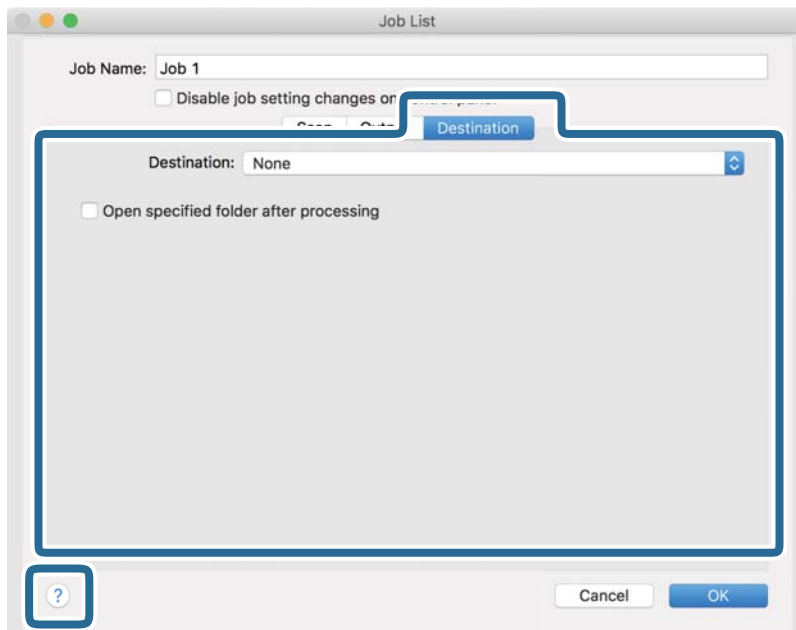 Job List
Job Name: Job 1
Disable job setting changes on
Destination
Destination: None
Open specified folder after processing
?
Cancel OK